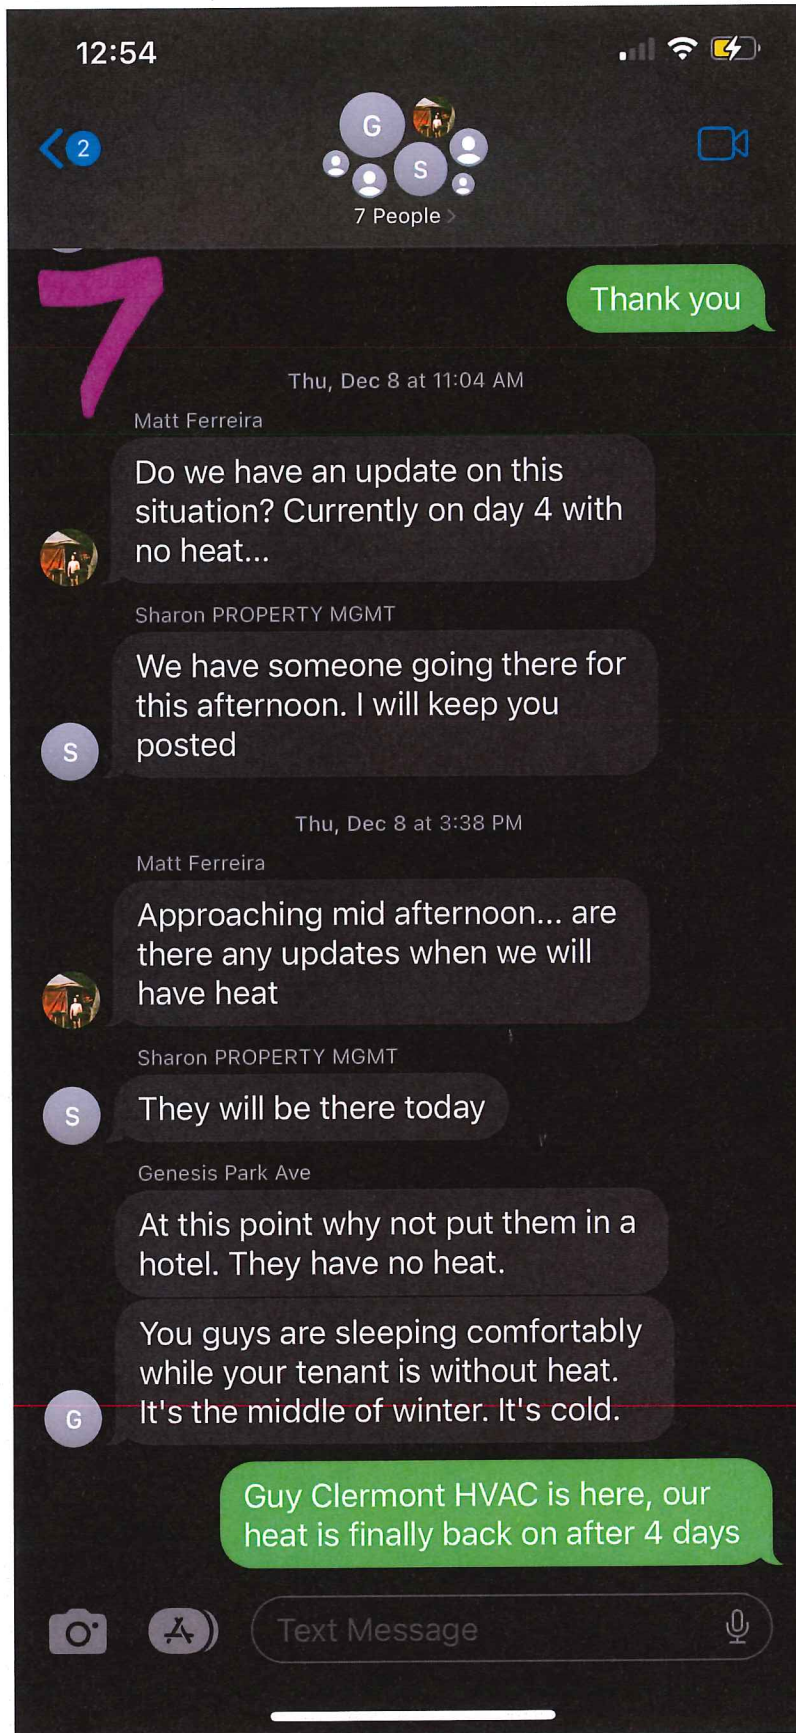 12:54
2
G
S
7 People >
7
Thank you
Thu, Dec 8 at 11:04 AM
Matt Ferreira
Do we have an update on this
situation? Currently on day 4 with
no heat...
Sharon PROPERTY MGMT
We have someone going there for
this afternoon. I will keep you
posted
S
Thu, Dec 8 at 3:38 PM
Matt Ferreira
Approaching mid afternoon... are
there any updates when we will
have heat
Sharon PROPERTY MGMT
They will be there today
S
Genesis Park Ave
At this point why not put them in a
hotel. They have no heat.
You guys are sleeping comfortably
while your tenant is without heat.
It's the middle of winter. It's cold.
G
Guy Clermont HVAC is here, our
heat is finally back on after 4 days
Text Message